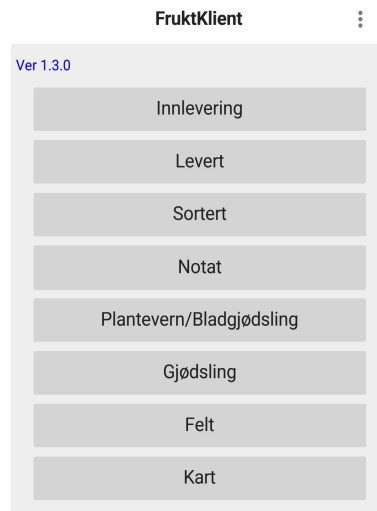 FruktKlient
Ver 1.3.0
Innlevering
Levert
Sortert
Notat
Plantevern/Bladgjødsling
Gjødsling
Felt
Kart